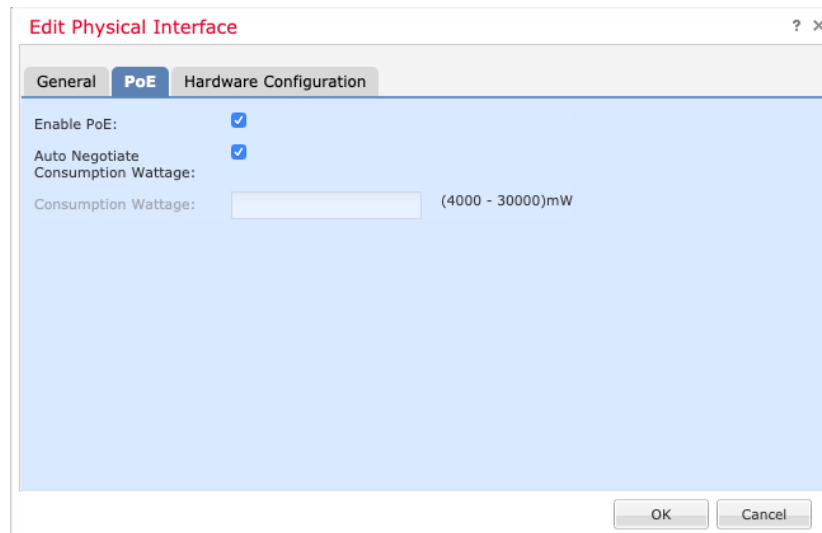 Edit Physical Interface
? ×
General PoE Hardware Configuration
Enable PoE:
Auto Negotiate
Consumption Wattage:
Consumption Wattage: (4000 - 30000)mW
OK Cancel